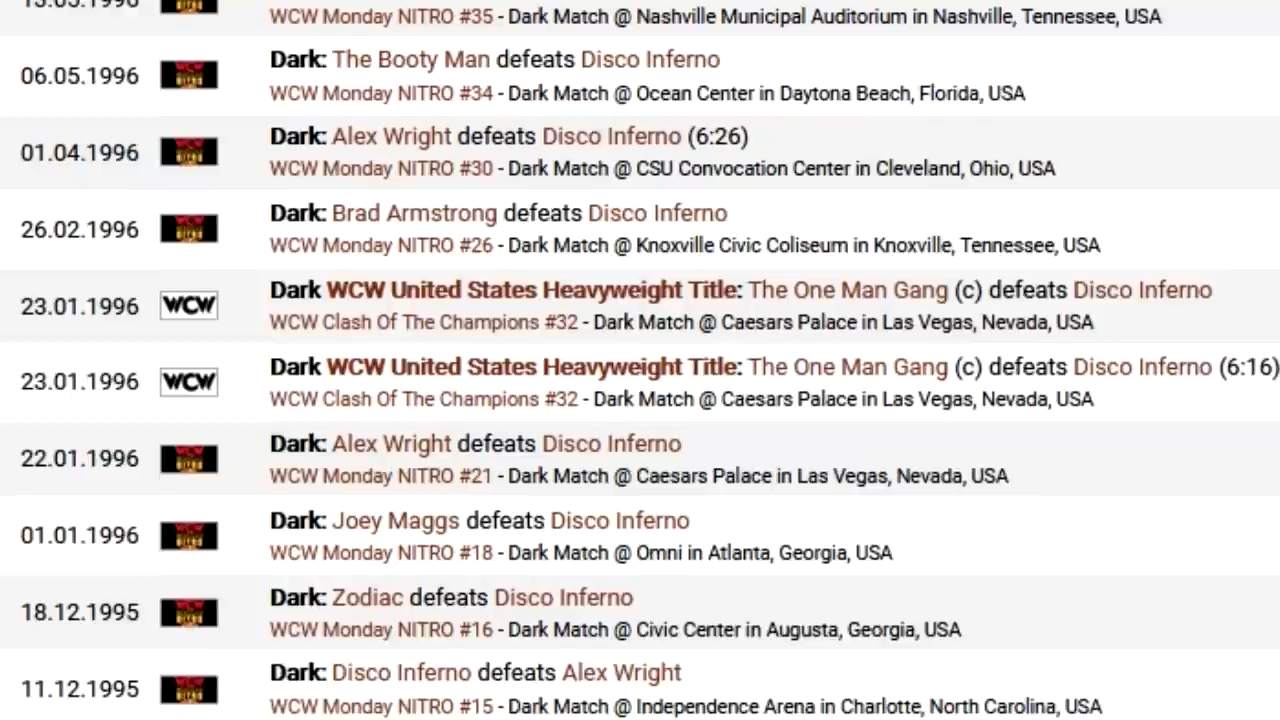 WCW Monday NITRO #35 - Dark Match @ Nashville Municipal Auditorium in Nashville, Tennessee, USA
06.05.1996
Dark: The Booty Man defeats Disco Inferno
WCW Monday NITRO #34 - Dark Match @ Ocean Center in Daytona Beach, Florida, USA
01.04.1996
Dark: Alex Wright defeats Disco Inferno (6:26)
WCW Monday NITRO #30 - Dark Match @ CSU Convocation Center in Cleveland, Ohio, USA
26.02.1996
Dark: Brad Armstrong defeats Disco Inferno
WCW Monday NITRO #26 - Dark Match @ Knoxville Civic Coliseum in Knoxville, Tennessee, USA
23.01.1996
WCW
Dark WCW United States Heavyweight Title: The One Man Gang (c) defeats Disco Inferno
WCW Clash Of The Champions #32 - Dark Match @ Caesars Palace in Las Vegas, Nevada, USA
23.01.1996
WCW
Dark WCW United States Heavyweight Title: The One Man Gang (c) defeats Disco Inferno (6:16)
WCW Clash Of The Champions #32 - Dark Match @ Caesars Palace in Las Vegas, Nevada, USA
22.01.1996
Dark: Alex Wright defeats Disco Inferno
WCW Monday NITRO #21 - Dark Match @ Caesars Palace in Las Vegas, Nevada, USA
01.01.1996
Dark: Joey Maggs defeats Disco Inferno
WCW Monday NITRO #18 - Dark Match @ Omni in Atlanta, Georgia, USA
18.12.1995
Dark: Zodiac defeats Disco Inferno
WCW Monday NITRO #16 - Dark Match @ Civic Center in Augusta, Georgia, USA
11.12.1995
Dark: Disco Inferno defeats Alex Wright
WCW Monday NITRO #15 - Dark Match @ Independence Arena in Charlotte, North Carolina, USA